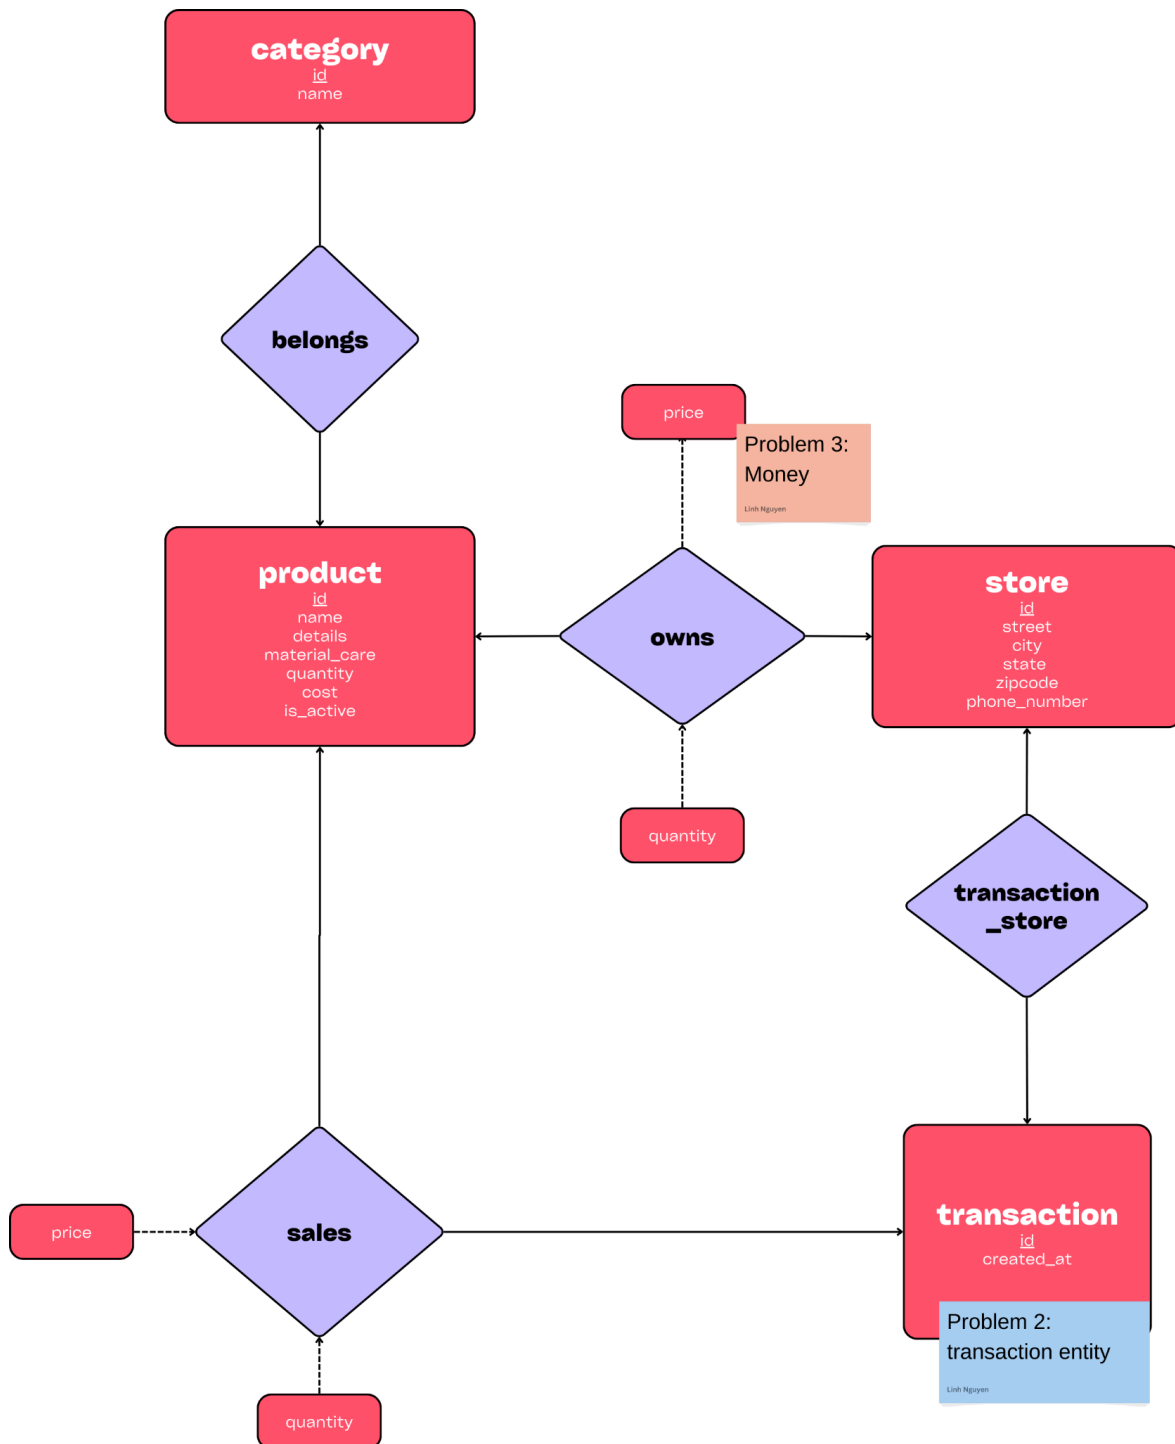 category
id
name
belongs
price
Problem 3:
Money
Linh Nguyen
product
id
name
details
material_care
quantity
cost
is_active
owns
store
id
street
city
state
zipcode
phone_number
quantity
transaction
_store
price
sales
transaction
id
created_at
Problem 2:
transaction entity
Linh Nguyen
quantity